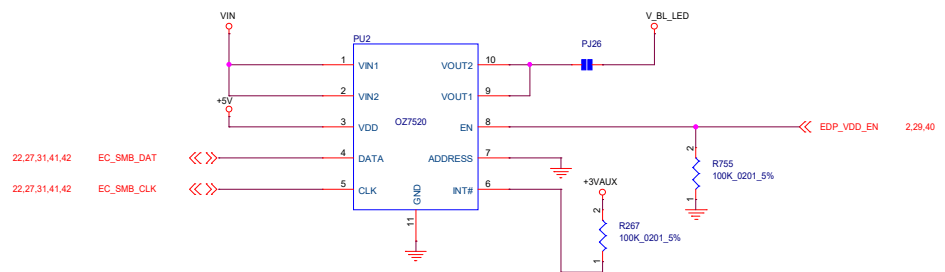 VIN
V_BL_LED
PU2
PJ26
1
VIN1
VOUT2
10
2
VIN2
VOUT1
9
+5V
3
VDD
OZ7520
EN
8
EDP_VDD_EN
2,29,40
22,27,31,41,42
EC_SMB_DAT
4
DATA
ADDRESS
7
2
R755
100K_0201_5%
1
22,27,31,41,42
EC_SMB_CLK
5
CLK
INT#
6
GND
11
+3VAUX
2
R267
100K_0201_5%
1